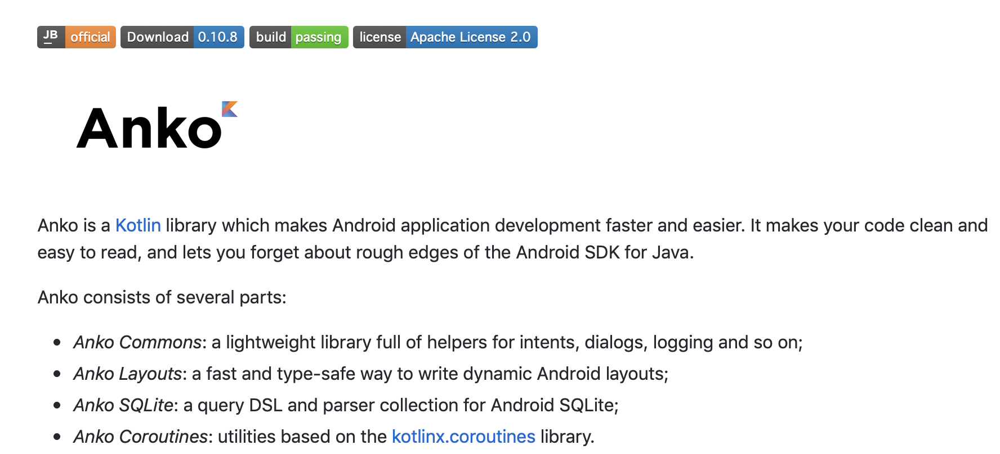 JB official Download 0.10.8 build passing license Apache License 2.0
Anko
Anko is a Kotlin library which makes Android application development faster and easier. It makes your code clean and
easy to read, and lets you forget about rough edges of the Android SDK for Java.
Anko consists of several parts:
• Anko Commons: a lightweight library full of helpers for intents, dialogs, logging and so on;
• Anko Layouts: a fast and type-safe way to write dynamic Android layouts;
• Anko SQLite: a query DSL and parser collection for Android SQLite;
• Anko Coroutines: utilities based on the kotlinx.coroutines library.